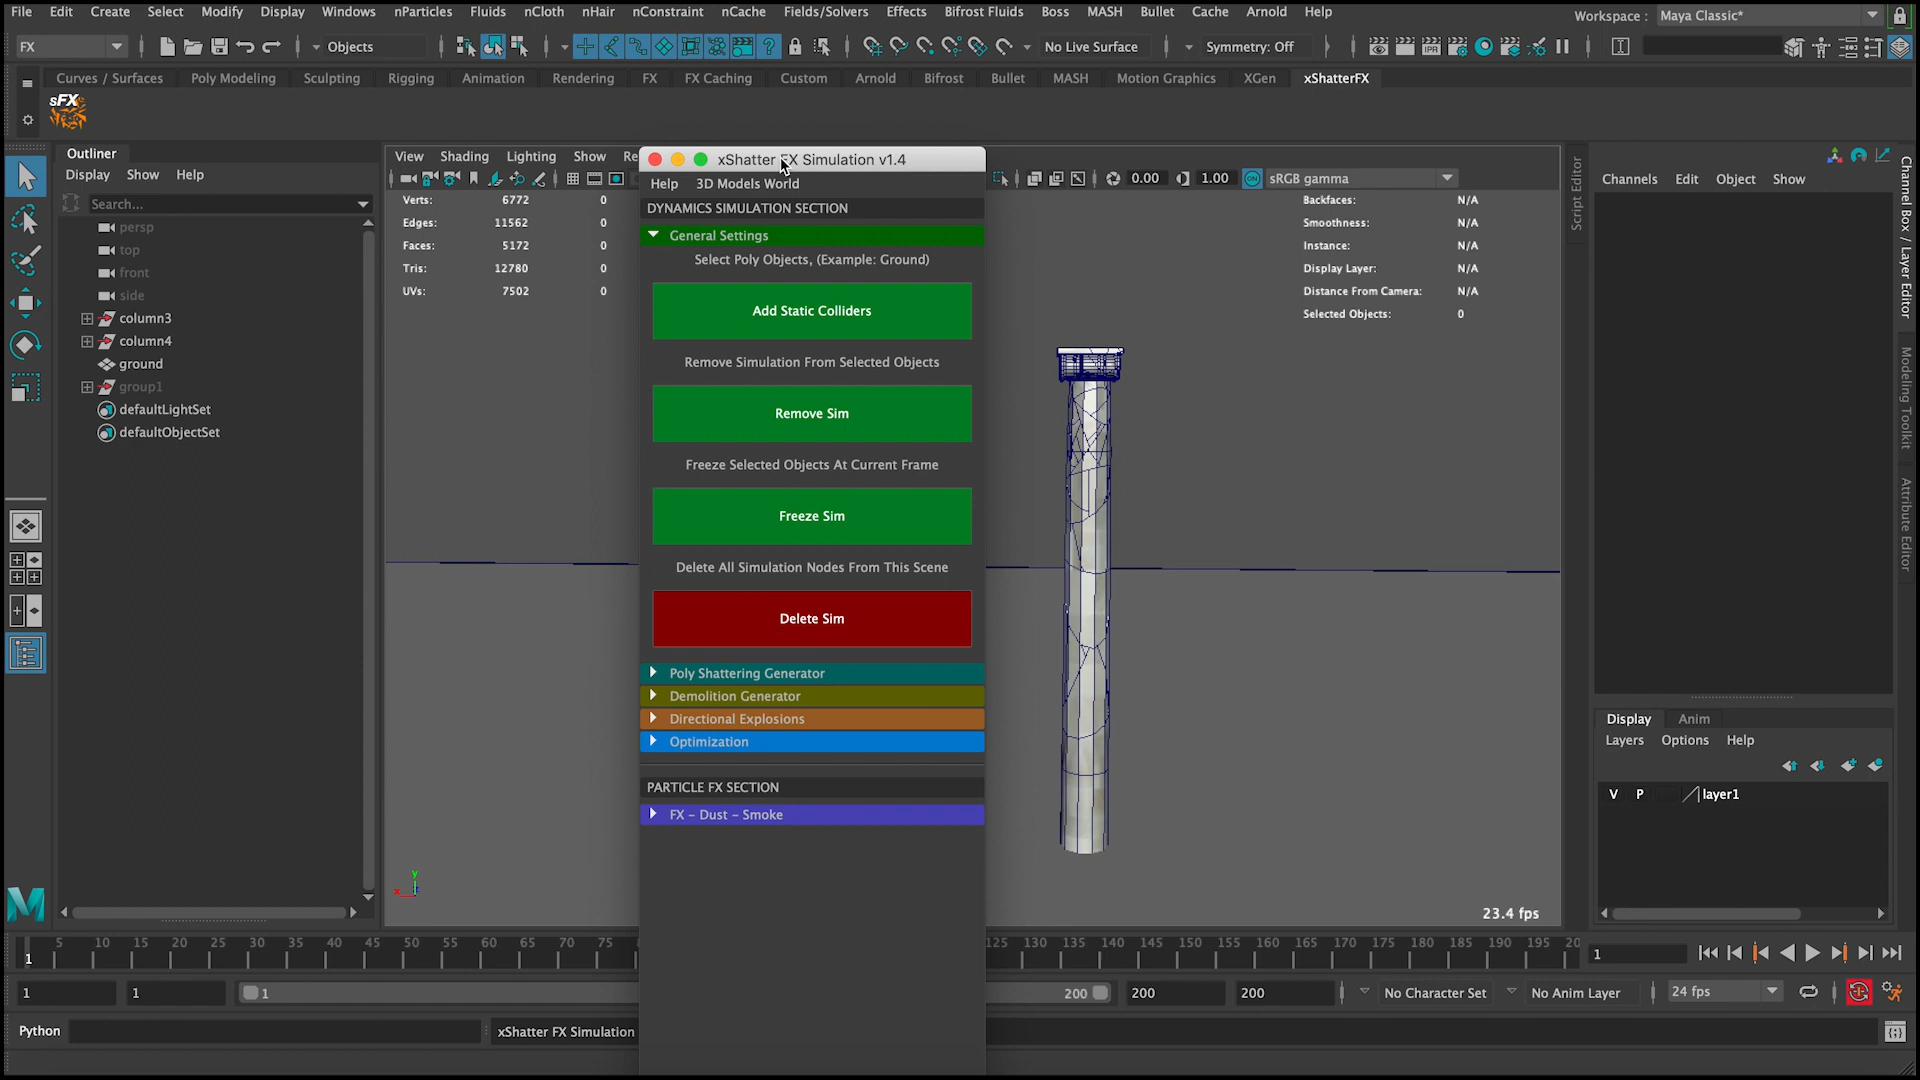 File Edit Create Select Modify Display Windows nParticles Fluids nCloth nHair nConstraint nCache Fields/Solvers Effects Bifrost Fluids Boss MASH Bullet Cache Arnold Help
Workspace : Maya Classic*
FX Objects No Live Surface Symmetry: Off
Curves / Surfaces Poly Modeling Sculpting Rigging Animation Rendering FX FX Caching Custom Arnold Bifrost Bullet MASH Motion Graphics XGen xShatterFX
sFX
Outliner
Display Show Help
Search...
persp
top
front
side
column3
column4
ground
group1
defaultLightSet
defaultObjectSet
View Shading Lighting Show Re
0.00 1.00 ON sRGB gamma
Verts: 6772 0
Edges: 11562 0
Faces: 5172 0
Tris: 12780 0
UVs: 7502 0
xShatter FX Simulation v1.4
Help 3D Models World
DYNAMICS SIMULATION SECTION
General Settings
Select Poly Objects, (Example: Ground)
Add Static Colliders
Remove Simulation From Selected Objects
Remove Sim
Freeze Selected Objects At Current Frame
Freeze Sim
Delete All Simulation Nodes From This Scene
Delete Sim
Poly Shattering Generator
Demolition Generator
Directional Explosions
Optimization
PARTICLE FX SECTION
FX – Dust – Smoke
Backfaces: N/A
Smoothness: N/A
Instance: N/A
Display Layer: N/A
Distance From Camera: N/A
Selected Objects: 0
y
x
23.4 fps
Script Editor
Channels Edit Object Show
Channel Box / Layer Editor
Modeling Toolkit
Attribute Editor
Display Anim
Layers Options Help
V P layer1
5 10 15 20 25 30 35 40 45 50 55 60 65 70 75 125 130 135 140 145 150 155 160 165 170 175 180 185 190 195 20
1 1
1 1 1 200 200 200 No Character Set No Anim Layer 24 fps
Python xShatter FX Simulation